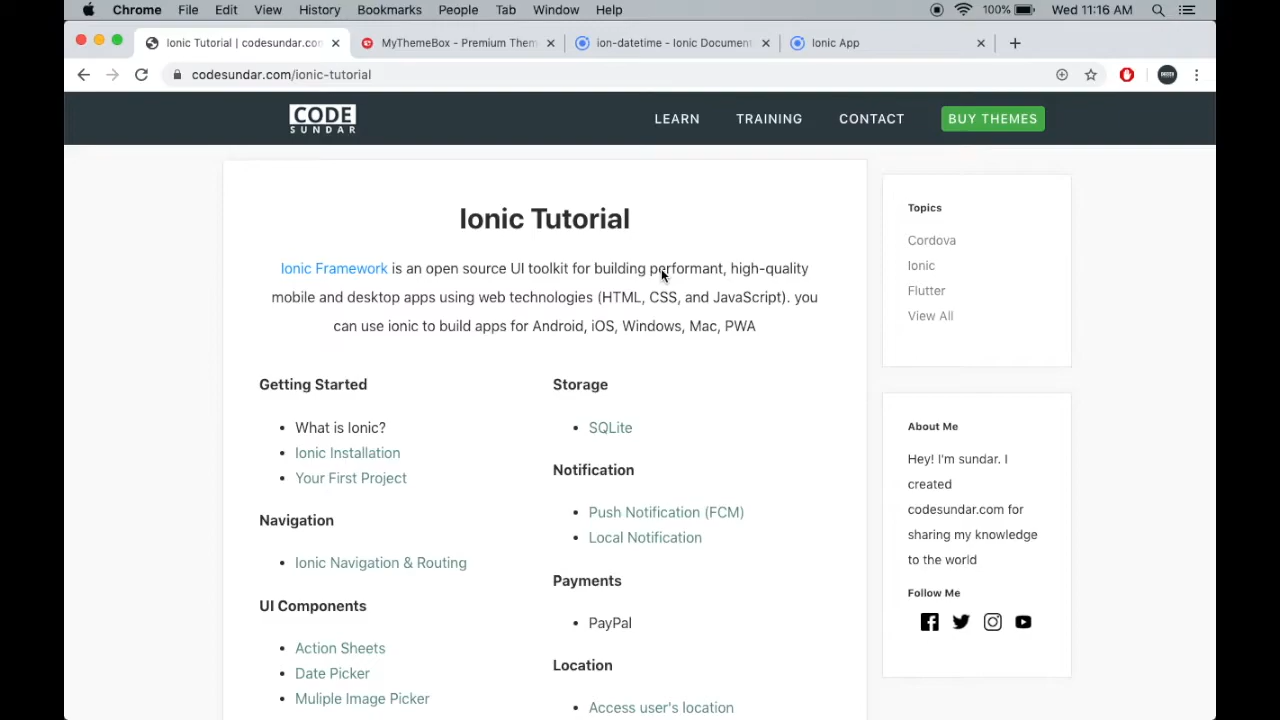 Chrome File Edit View History Bookmarks People Tab Window Help 100% Wed 11:16 AM
Ionic Tutorial | codesundar.co MyThemeBox - Premium Them ion-datetime - Ionic Document Ionic App
codesundar.com/ionic-tutorial
CODE
SUNDAR
LEARN TRAINING CONTACT BUY THEMES
Ionic Tutorial
Ionic Framework is an open source UI toolkit for building performant, high-quality
mobile and desktop apps using web technologies (HTML, CSS, and JavaScript). you
can use ionic to build apps for Android, iOS, Windows, Mac, PWA
Getting Started
• What is Ionic?
• Ionic Installation
• Your First Project
Navigation
• Ionic Navigation & Routing
UI Components
• Action Sheets
• Date Picker
• Muliple Image Picker
Storage
• SQLite
Notification
• Push Notification (FCM)
• Local Notification
Payments
• PayPal
Location
• Access user's location
Topics
Cordova
Ionic
Flutter
View All
About Me
Hey! I'm sundar. I
created
codesundar.com for
sharing my knowledge
to the world
Follow Me